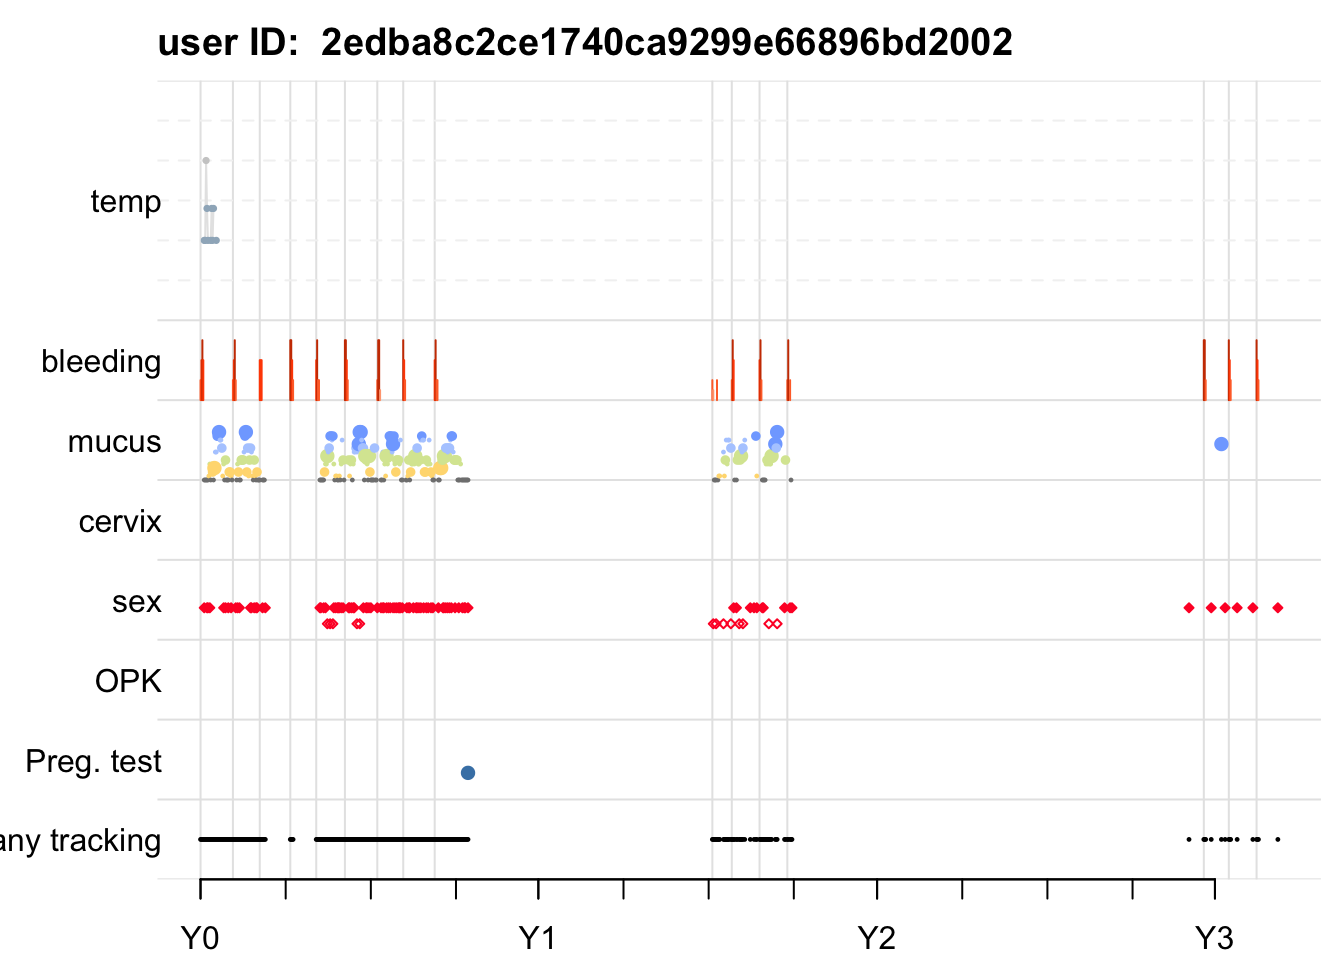 user ID:  2edba8c2ce1740ca9299e66896bd2002
temp
bleeding
mucus
cervix
sex
OPK
Preg. test
any tracking
Y0 Y1 Y2 Y3